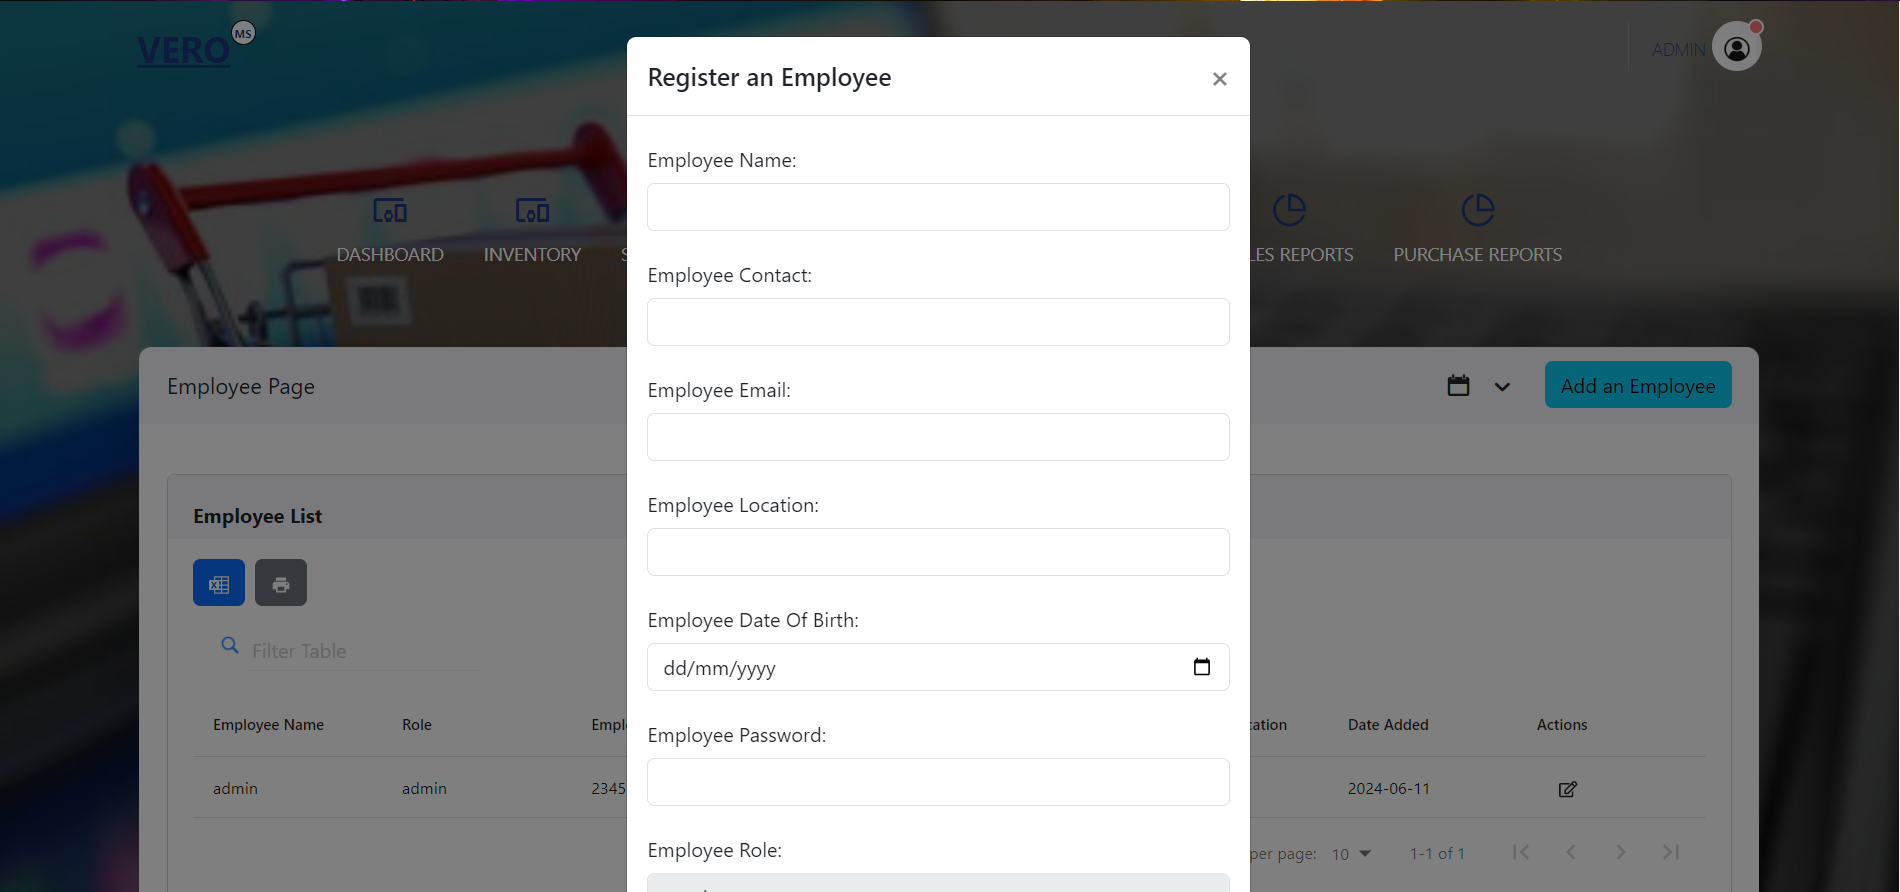 VERO MS
ADMIN
Register an Employee
×
Employee Name:
DASHBOARD
INVENTORY
LES REPORTS
PURCHASE REPORTS
Employee Contact:
Employee Page
Add an Employee
Employee Email:
Employee Location:
Employee List
Employee Date Of Birth:
dd/mm/yyyy
Filter Table
Employee Password:
Employee Name
Role
Empl
ation
Date Added
Actions
admin
admin
2345
2024-06-11
Employee Role:
per page:
10
1-1 of 1